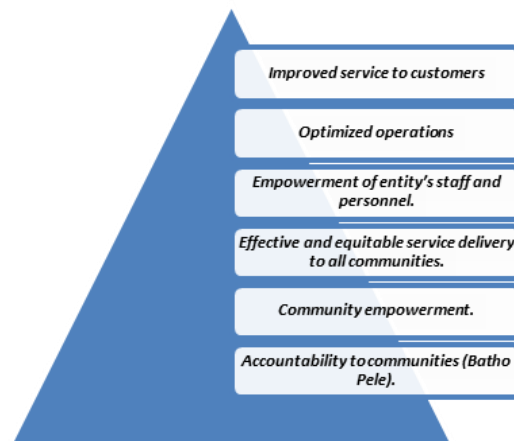 Improved service to customers
Optimized operations
Empowerment of entity's staff and
personnel.
Effective and equitable service delivery
to all communities.
Community empowerment.
Accountability to communities (Batho
Pele).